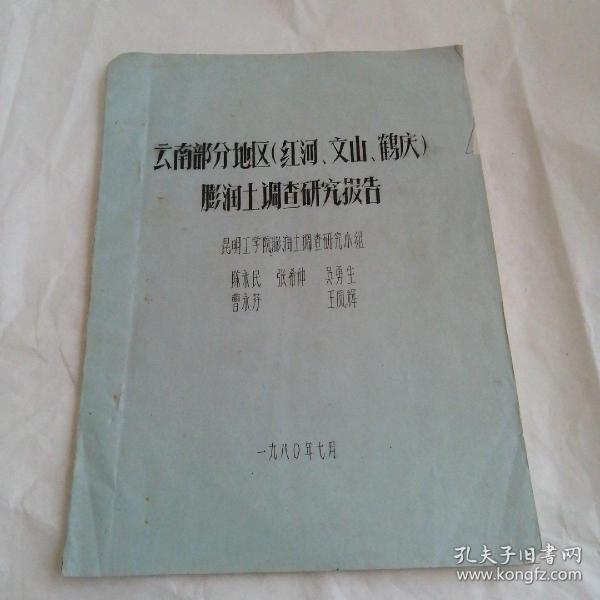 云南部分地区(红河、文山、鹤庆)
膨润土调查研究报告
昆明工学院膨润土调查研究小组
陈永民 张希仲 吴勇生
曹永芬 王凤辉
一九八〇年七月
孔夫子旧书网
www.kongfz.com